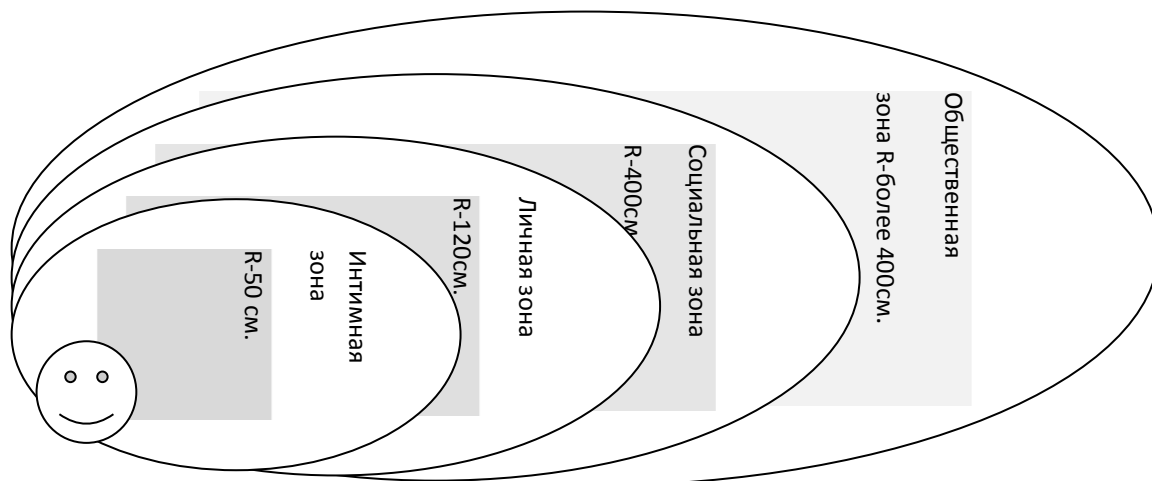 Интимная
зона
R-50 см.
Личная зона
R-120см.
Социальная зона
R-400см
Общественная
зона R-более 400см.